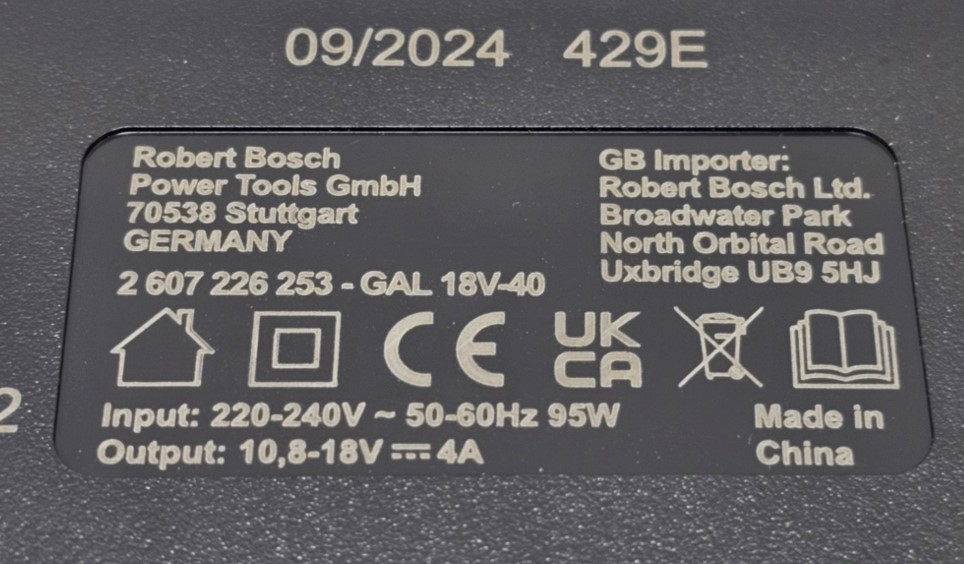 09/2024 429E
Robert Bosch
Power Tools GmbH
70538 Stuttgart
GERMANY
2 607 226 253 - GAL 18V-40
GB Importer:
Robert Bosch Ltd.
Broadwater Park
North Orbital Road
Uxbridge UB9 5HJ
CE
UK
CA
2
Input: 220-240V ~ 50-60Hz 95W
Output: 10,8-18V ⎓ 4A
Made in
China